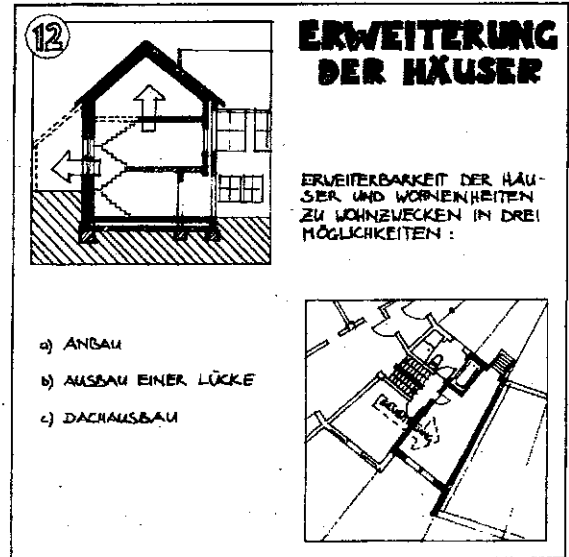 12
ERWEITERUNG
DER HÄUSER
ERWEITERBARKEIT DER HÄU-
SER UND WOHNEINHEITEN
ZU WOHNZWECKEN IN DREI
MÖGLICHKEITEN :
a) ANBAU
b) AUSBAU EINER LÜCKE
c) DACHAUSBAU